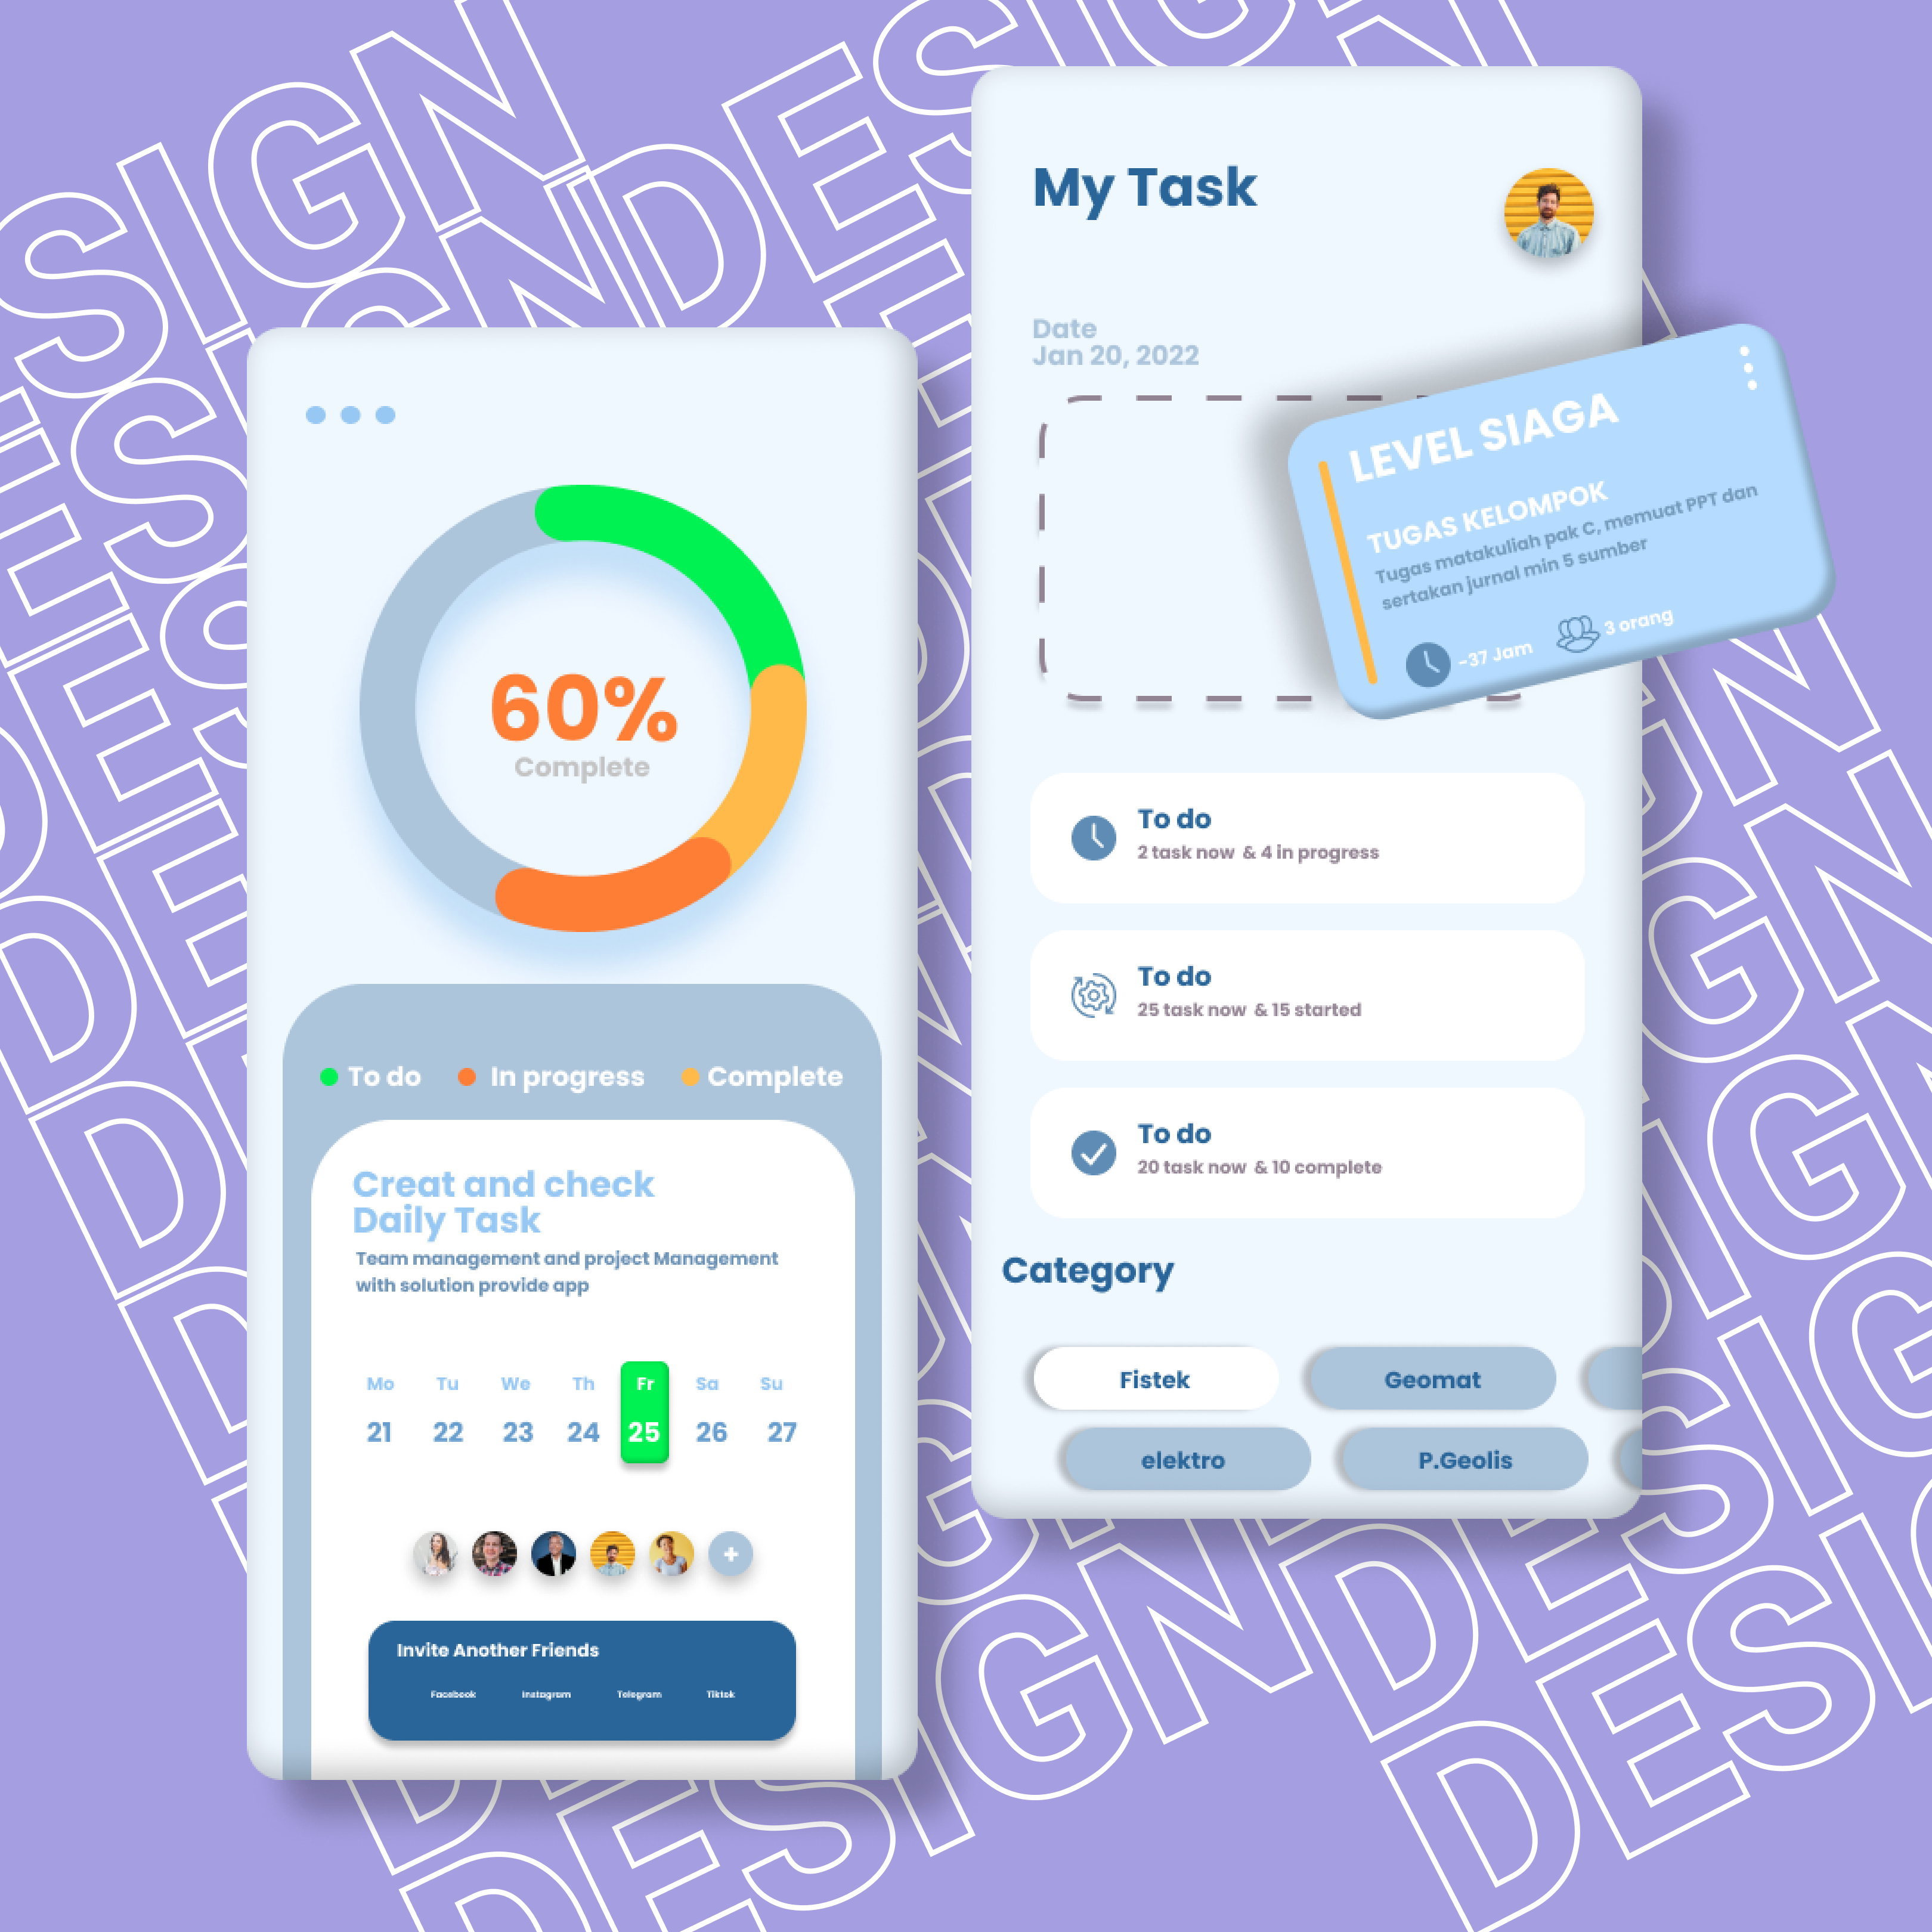 DESIGN
60%
Complete
To do
In progress
Complete
Creat and check
Daily Task
Team management and project Management
with solution provide app
Mo Tu We Th Fr Sa Su
21 22 23 24 25 26 27
Invite Another Friends
Facebook Instagram Telegram Tiktok
My Task
Date
Jan 20, 2022
LEVEL SIAGA
TUGAS KELOMPOK
Tugas matakuliah pak C, memuat PPT dan
sertakan jurnal min 5 sumber
-37 Jam
3 orang
To do
2 task now & 4 in progress
To do
25 task now & 15 started
To do
20 task now & 10 complete
Category
Fistek
Geomat
elektro
P.Geolis